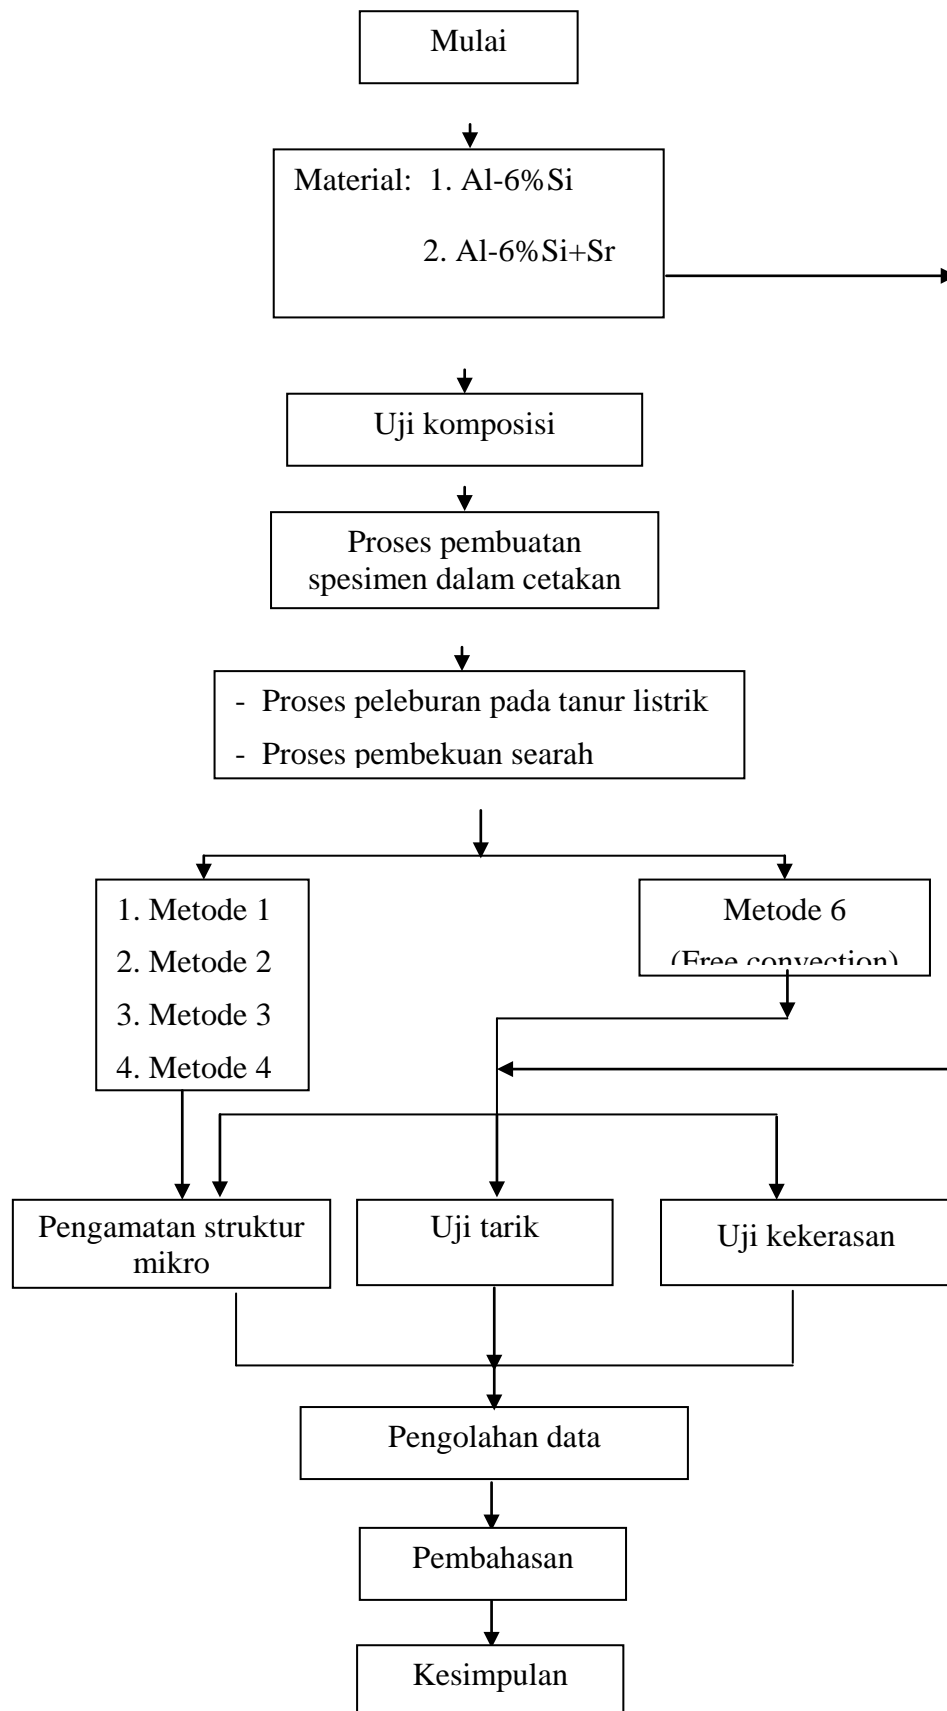 Mulai
Material: 1. Al-6%Si
2. Al-6%Si+Sr
Uji komposisi
Proses pembuatan
spesimen dalam cetakan
- Proses peleburan pada tanur listrik
- Proses pembekuan searah
1. Metode 1
2. Metode 2
3. Metode 3
4. Metode 4
Metode 6
(Free convection)
Pengamatan struktur
mikro
Uji tarik
Uji kekerasan
Pengolahan data
Pembahasan
Kesimpulan